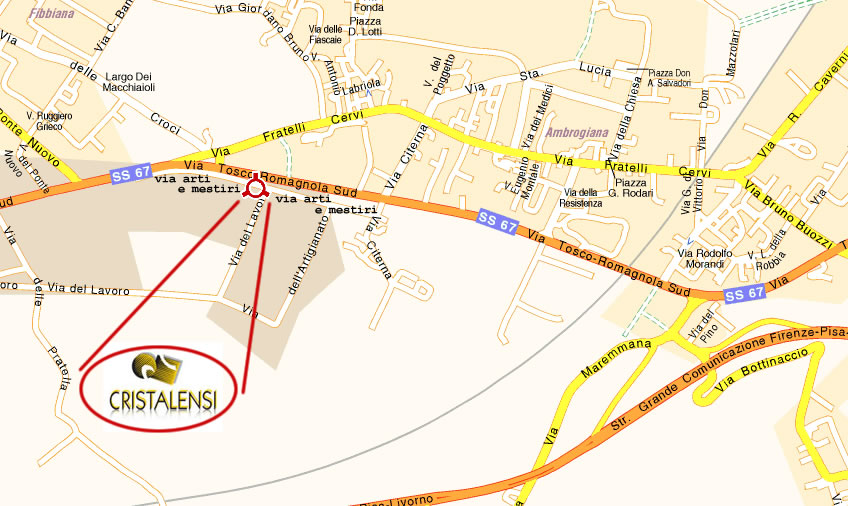 Fibbiana
Via C. Ban
Via Giordano Bruno
Via delle
Fiascaie
Fonda
Piazza
D. Lotti
V. Antonio
Labriola
V. del
Poggetto
Via Sta. Lucia
Piazza Don
A. Salvadori
Via Don Mazzolari
Via R. Caverni
Via delle Croci
Largo Dei
Macchiaioli
V. Ruggiero
Grieco
Ponte Nuovo
V. del Ponte
Nuovo
Via Fratelli Cervi
Via Citerna
Via dei Medici
Ambrogiana
Via della Chiesa
Via Fratelli Cervi
Eugenio
Montale
Via della
Resistenza
Piazza
G. Rodari
Via G. di
Vittorio
Via Bruno Buozzi
V. L. della
Robbia
Via Rodolfo
Morandi
Sud
SS 67
Via Tosco-Romagnola Sud
via arti
e mestiri
via arti
e mestiri
SS 67
Via Tosco-Romagnola Sud
SS 67
Via
Via del Lavoro
dell'Artigianato
Via
Citerna
Via delle Pratella
oro
Via del Lavoro
Via
Via del
Pino
Via Maremmana
Str. Grande Comunicazione Firenze-Pisa-
Via Bottinaccio
Pisa-Livorno
CRISTALENSI